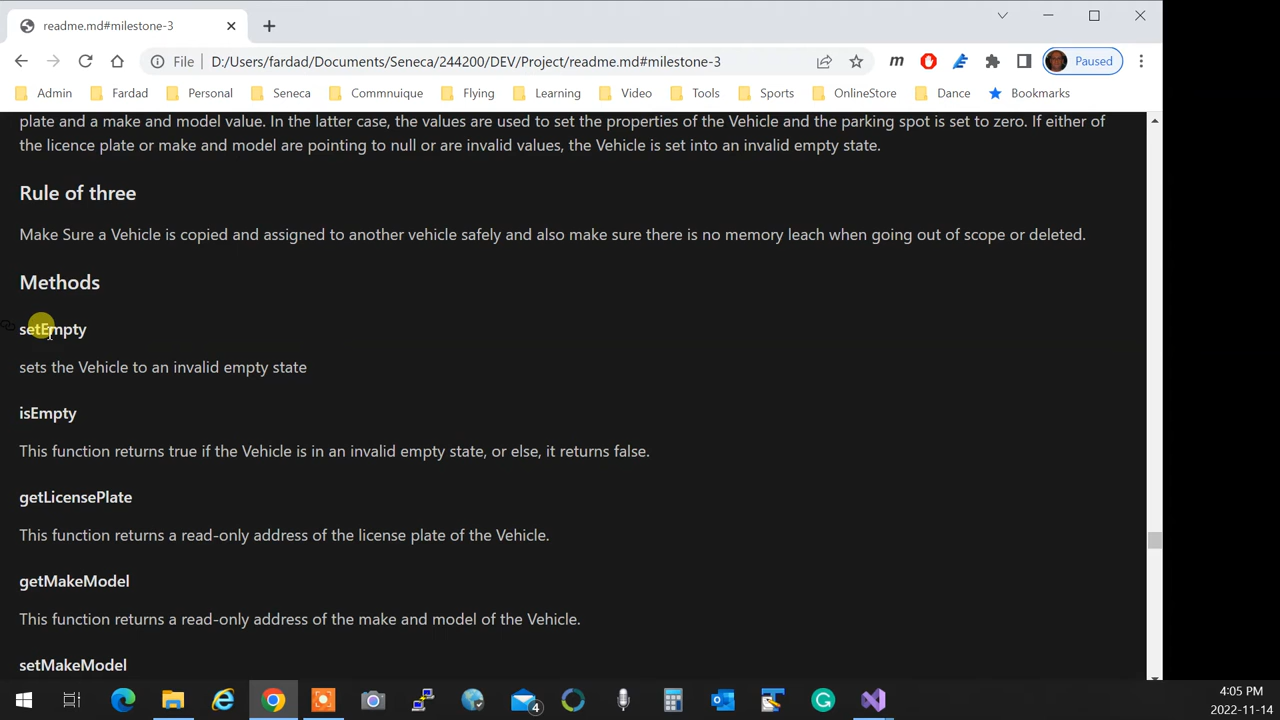 readme.md#milestone-3
File
D:/Users/fardad/Documents/Seneca/244200/DEV/Project/readme.md#milestone-3
m
Paused
Admin
Fardad
Personal
Seneca
Commnuique
Flying
Learning
Video
Tools
Sports
OnlineStore
Dance
Bookmarks
plate and a make and model value. In the latter case, the values are used to set the properties of the Vehicle and the parking spot is set to zero. If either of
the licence plate or make and model are pointing to null or are invalid values, the Vehicle is set into an invalid empty state.
Rule of three
Make Sure a Vehicle is copied and assigned to another vehicle safely and also make sure there is no memory leach when going out of scope or deleted.
Methods
setEmpty
sets the Vehicle to an invalid empty state
isEmpty
This function returns true if the Vehicle is in an invalid empty state, or else, it returns false.
getLicensePlate
This function returns a read-only address of the license plate of the Vehicle.
getMakeModel
This function returns a read-only address of the make and model of the Vehicle.
setMakeModel
4
4:05 PM
2022-11-14